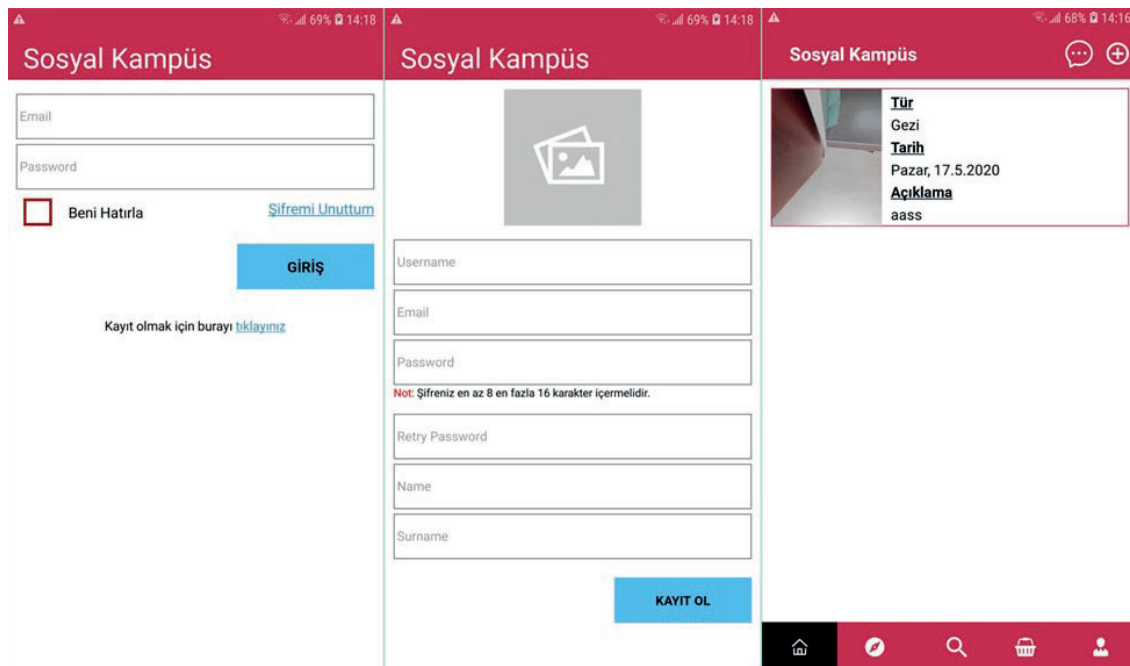 69% 14:18
Sosyal Kampüs
Email
Password
Beni Hatırla
Şifremi Unuttum
GİRİŞ
Kayıt olmak için burayı tıklayınız
69% 14:18
Sosyal Kampüs
Username
Email
Password
Not: Şifreniz en az 8 en fazla 16 karakter içermelidir.
Retry Password
Name
Surname
KAYIT OL
68% 14:16
Sosyal Kampüs
Tür
Gezi
Tarih
Pazar, 17.5.2020
Açıklama
aass